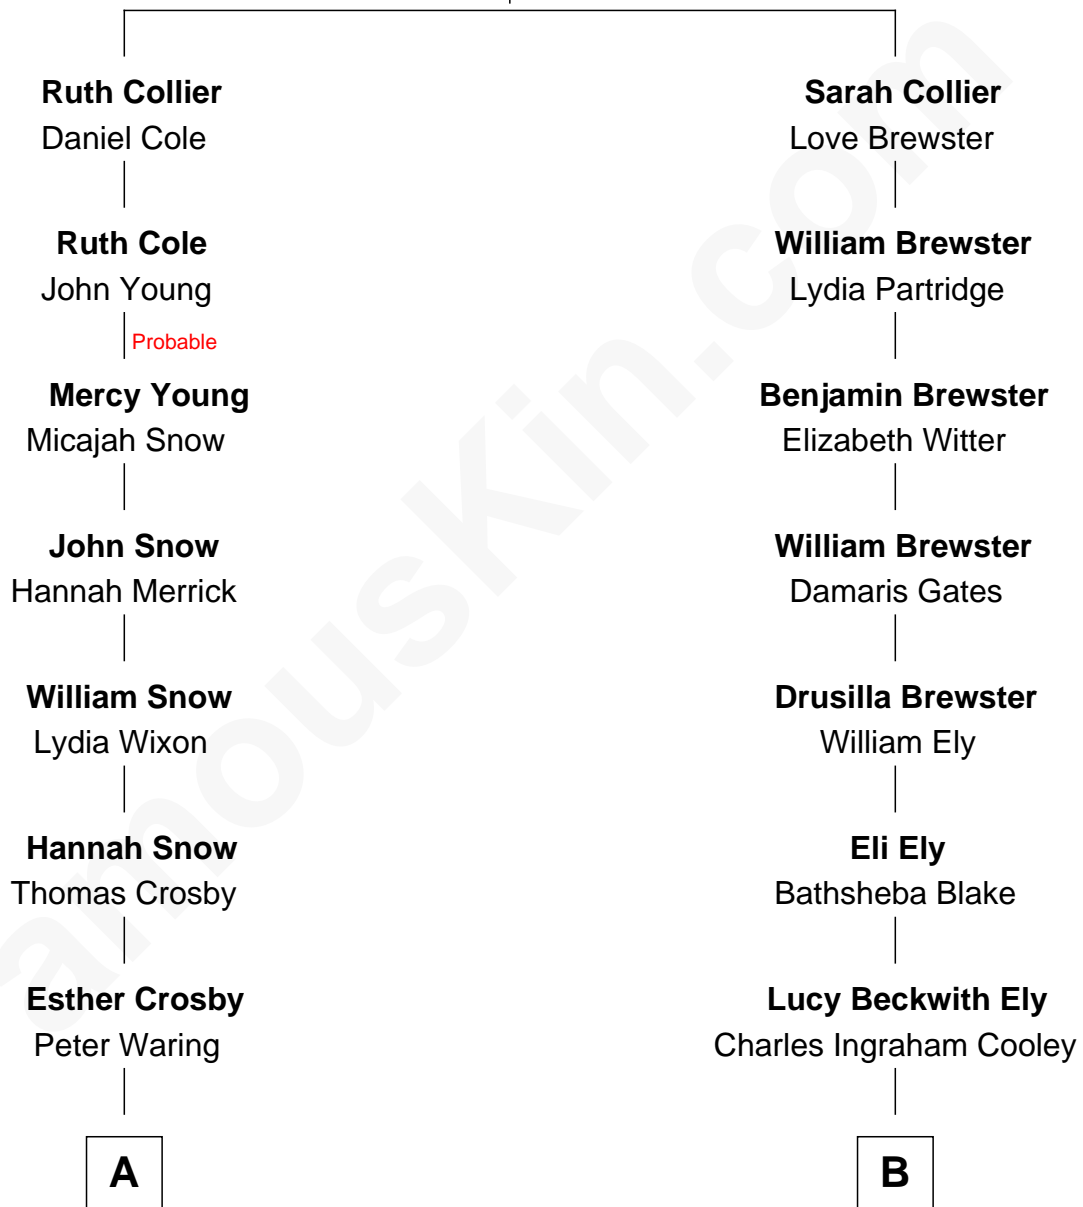 Ruth Collier
Daniel Cole
Ruth Cole
John Young
Probable
Mercy Young
Micajah Snow
John Snow
Hannah Merrick
William Snow
Lydia Wixon
Hannah Snow
Thomas Crosby
Esther Crosby
Peter Waring
A
Sarah Collier
Love Brewster
William Brewster
Lydia Partridge
Benjamin Brewster
Elizabeth Witter
William Brewster
Damaris Gates
Drusilla Brewster
William Ely
Eli Ely
Bathsheba Blake
Lucy Beckwith Ely
Charles Ingraham Cooley
B
amousKin.com